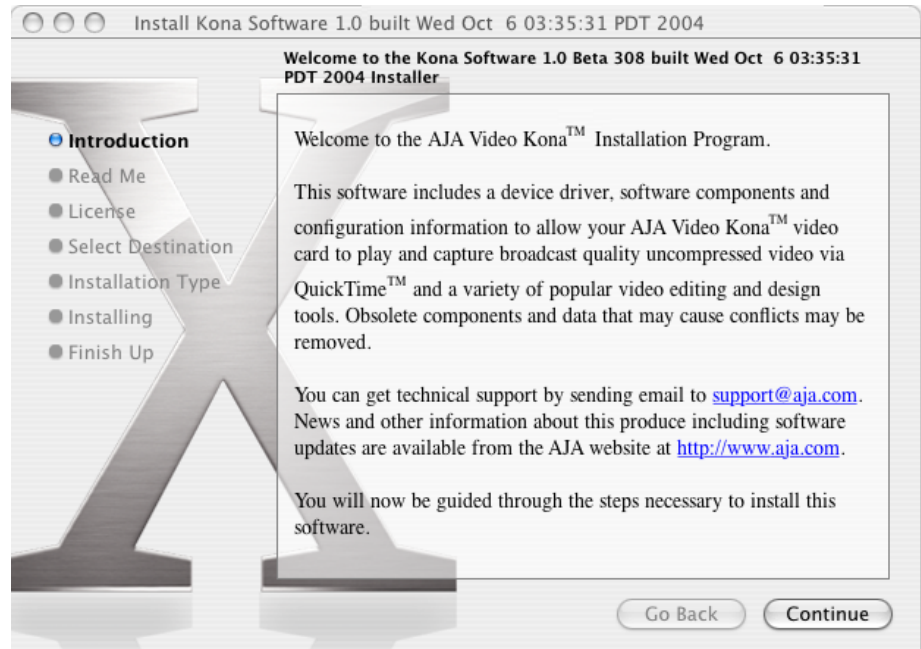 Install Kona Software 1.0 built Wed Oct  6 03:35:31 PDT 2004
Welcome to the Kona Software 1.0 Beta 308 built Wed Oct  6 03:35:31
PDT 2004 Installer
Introduction
Read Me
License
Select Destination
Installation Type
Installing
Finish Up
Welcome to the AJA Video Kona™ Installation Program.
This software includes a device driver, software components and
configuration information to allow your AJA Video Kona™ video
card to play and capture broadcast quality uncompressed video via
QuickTime™ and a variety of popular video editing and design
tools. Obsolete components and data that may cause conflicts may be
removed.
You can get technical support by sending email to support@aja.com.
News and other information about this produce including software
updates are available from the AJA website at http://www.aja.com.
You will now be guided through the steps necessary to install this
software.
Go Back
Continue